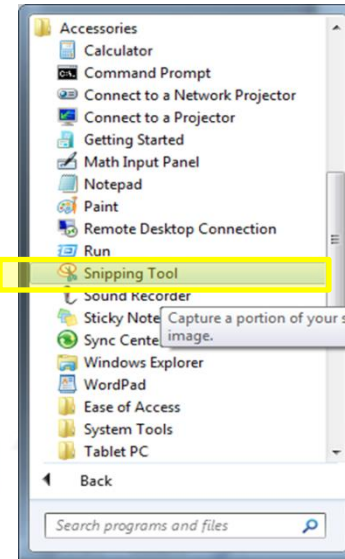 Accessories
Calculator
Command Prompt
Connect to a Network Projector
Connect to a Projector
Getting Started
Math Input Panel
Notepad
Paint
Remote Desktop Connection
Run
Snipping Tool
Sound Recorder
Sticky Note
Capture a portion of your s
Sync Cente
image.
Windows Explorer
WordPad
Ease of Access
System Tools
Tablet PC
Back
Search programs and files